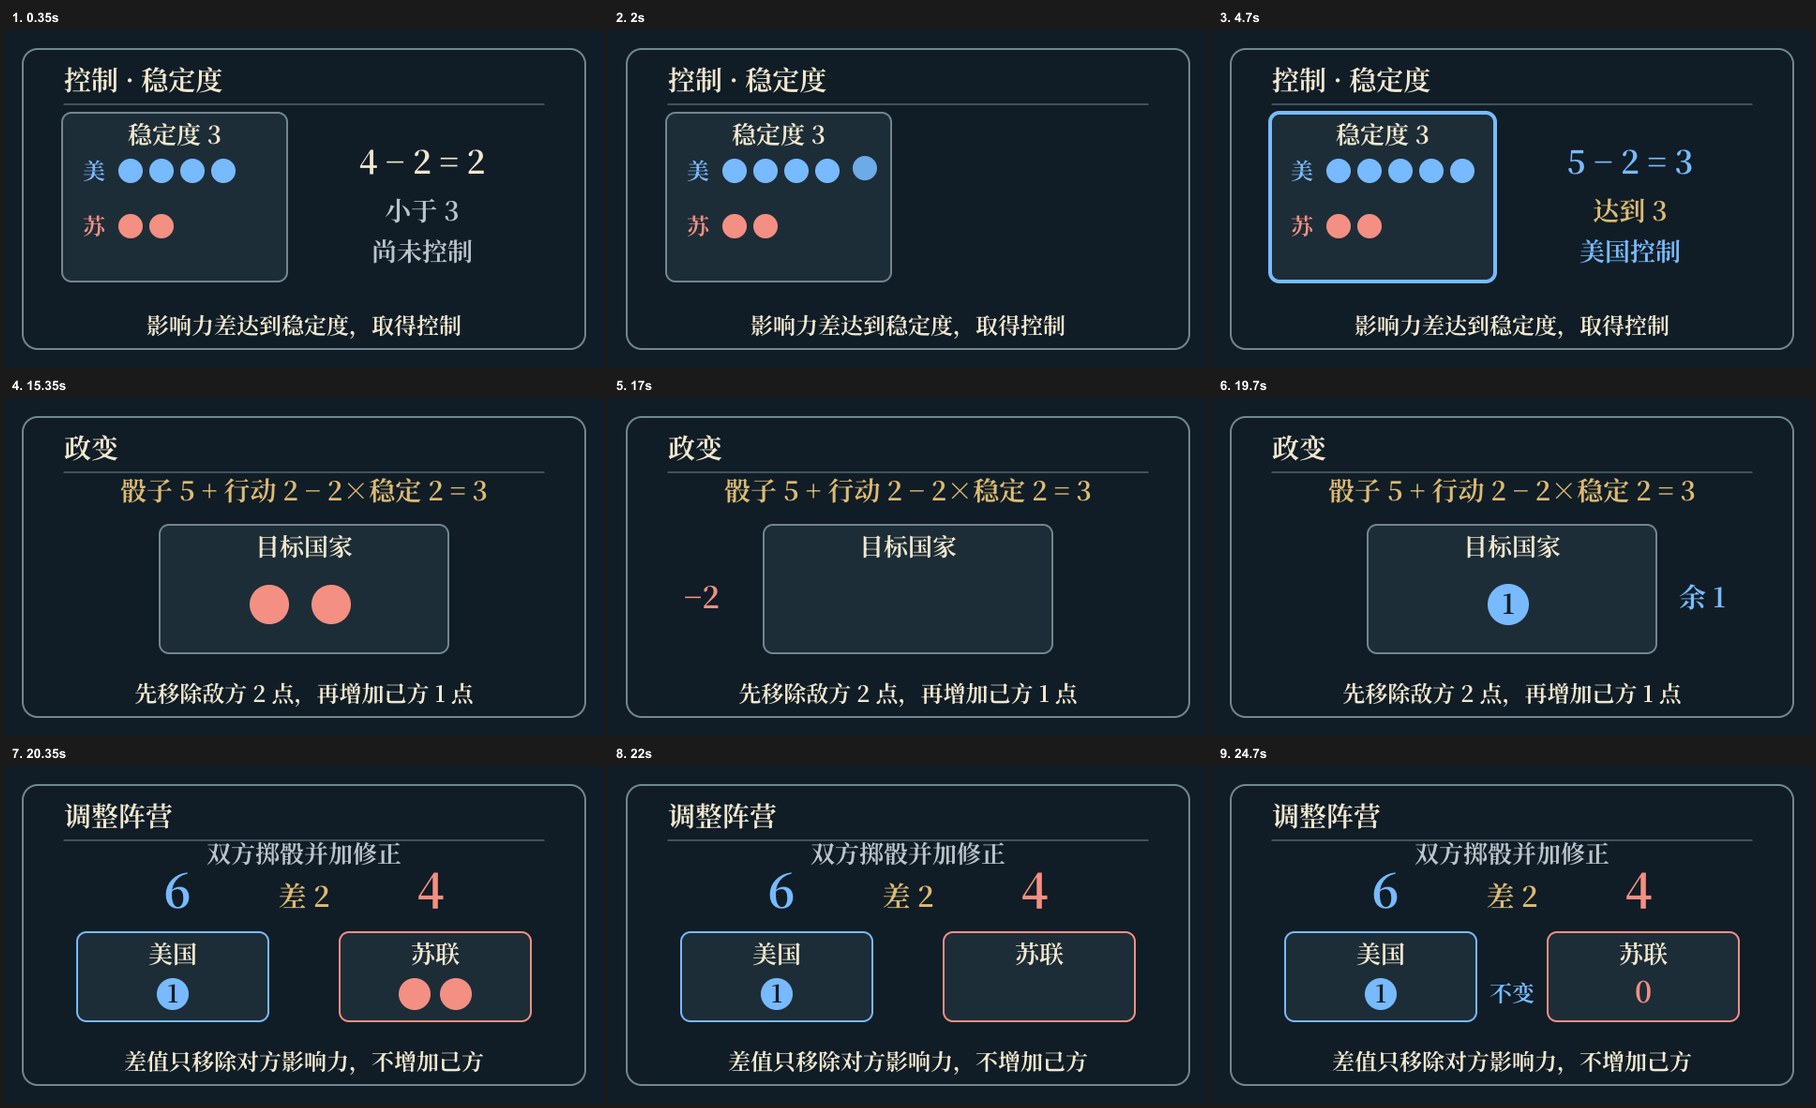 1. 0.35s
控制 · 稳定度
稳定度 3
美
苏
4 − 2 = 2
小于 3
尚未控制
影响力差达到稳定度，取得控制
2. 2s
控制 · 稳定度
稳定度 3
美
苏
影响力差达到稳定度，取得控制
3. 4.7s
控制 · 稳定度
稳定度 3
美
苏
5 − 2 = 3
达到 3
美国控制
影响力差达到稳定度，取得控制
4. 15.35s
政变
骰子 5 + 行动 2 − 2×稳定 2 = 3
目标国家
先移除敌方 2 点，再增加己方 1 点
5. 17s
政变
骰子 5 + 行动 2 − 2×稳定 2 = 3
目标国家
−2
先移除敌方 2 点，再增加己方 1 点
6. 19.7s
政变
骰子 5 + 行动 2 − 2×稳定 2 = 3
目标国家
1
余 1
先移除敌方 2 点，再增加己方 1 点
7. 20.35s
调整阵营
双方掷骰并加修正
6 差 2 4
美国
1
苏联
差值只移除对方影响力，不增加己方
8. 22s
调整阵营
双方掷骰并加修正
6 差 2 4
美国
1
苏联
差值只移除对方影响力，不增加己方
9. 24.7s
调整阵营
双方掷骰并加修正
6 差 2 4
美国
1
不变
苏联
0
差值只移除对方影响力，不增加己方